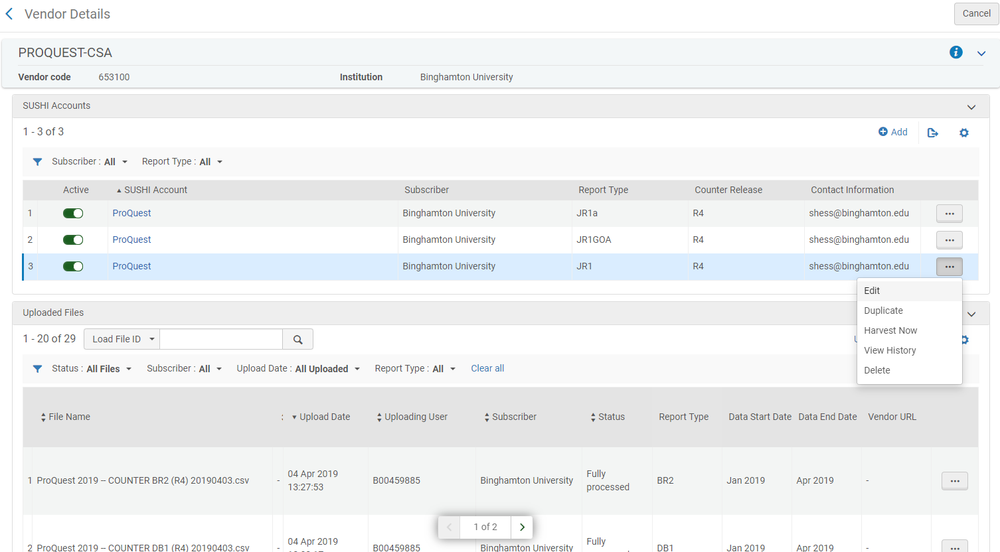 Vendor Details
Cancel
PROQUEST-CSA
Vendor code 653100 Institution Binghamton University
SUSHI Accounts
1 - 3 of 3 Add
Subscriber : All Report Type : All
Active SUSHI Account Subscriber Report Type Counter Release Contact Information
1 ProQuest Binghamton University JR1a R4 shess@binghamton.edu
2 ProQuest Binghamton University JR1GOA R4 shess@binghamton.edu
3 ProQuest Binghamton University JR1 R4 shess@binghamton.edu
Edit
Duplicate
Harvest Now
View History
Delete
Uploaded Files
1 - 20 of 29 Load File ID
Status : All Files Subscriber : All Upload Date : All Uploaded Report Type : All Clear all
File Name : Upload Date Uploading User Subscriber Status Report Type Data Start Date Data End Date Vendor URL
1 ProQuest 2019 -- COUNTER BR2 (R4) 20190403.csv - 04 Apr 2019 13:27:53 B00459885 Binghamton University Fully processed BR2 Jan 2019 Apr 2019 -
1 of 2
2 ProQuest 2019 -- COUNTER DB1 (R4) 20190403.csv - 04 Apr 2019 B00459885 Binghamton University Fully DB1 Jan 2019 Apr 2019 -